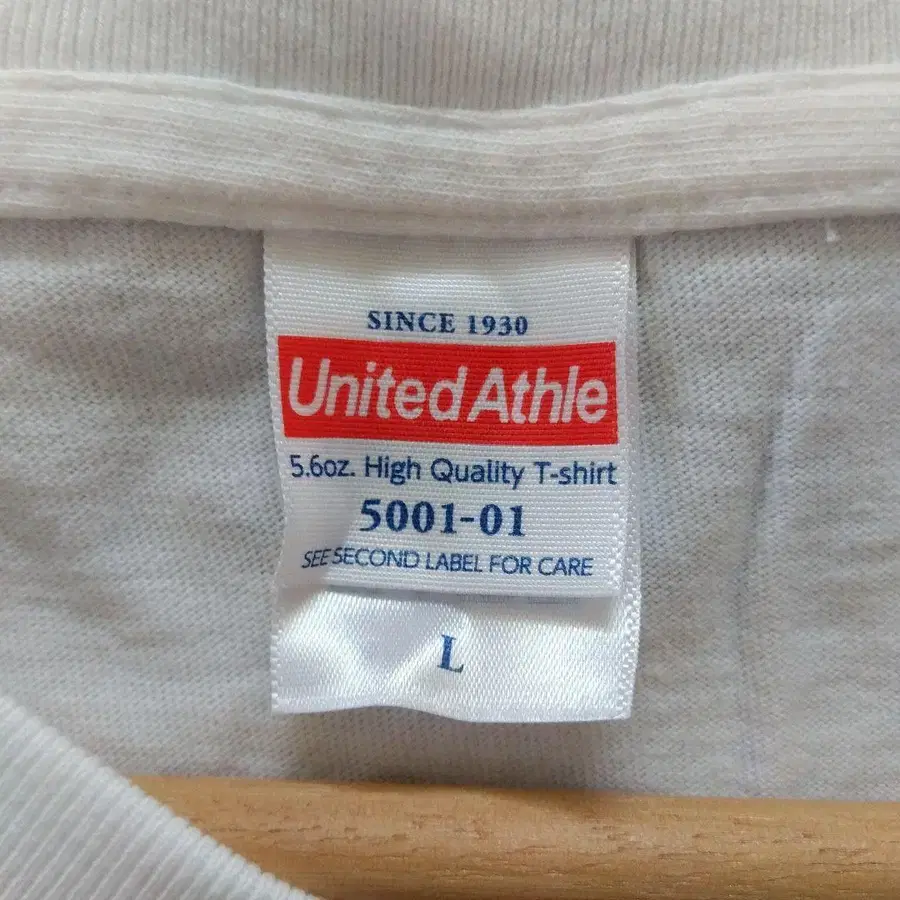 SINCE 1930
United Athle
5.6oz. High Quality T-shirt
5001-01
SEE SECOND LABEL FOR CARE
L